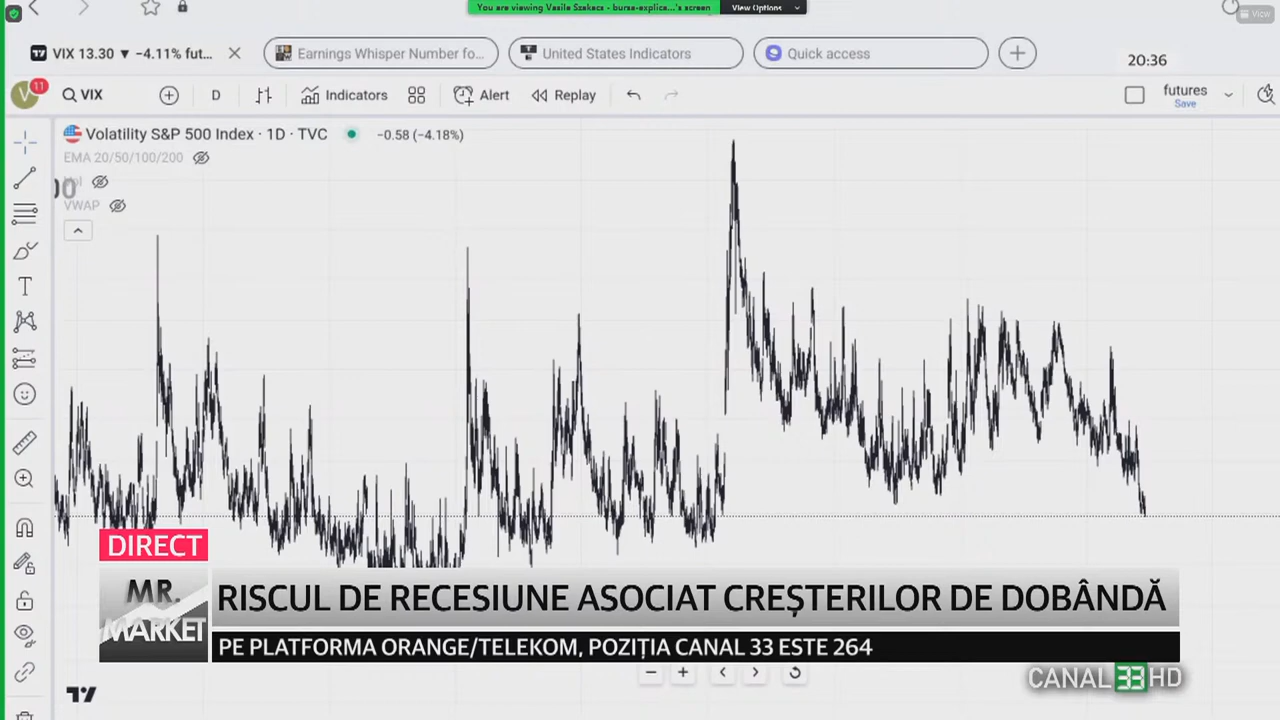 You are viewing Vasile Szakacs - bursa-explica...'s screen
View Options
View
VIX 13.30 ▼ −4.11% fut...
Earnings Whisper Number fo...
United States Indicators
Quick access
20:36
V
11
VIX
D
Indicators
Alert
Replay
futures
Save
Volatility S&P 500 Index · 1D · TVC
−0.58 (−4.18%)
EMA 20/50/100/200
VWAP
DIRECT
MR.
MARKET
RISCUL DE RECESIUNE ASOCIAT CREȘTERILOR DE DOBÂNDĂ
PE PLATFORMA ORANGE/TELEKOM, POZIȚIA CANAL 33 ESTE 264
CANAL 33 HD